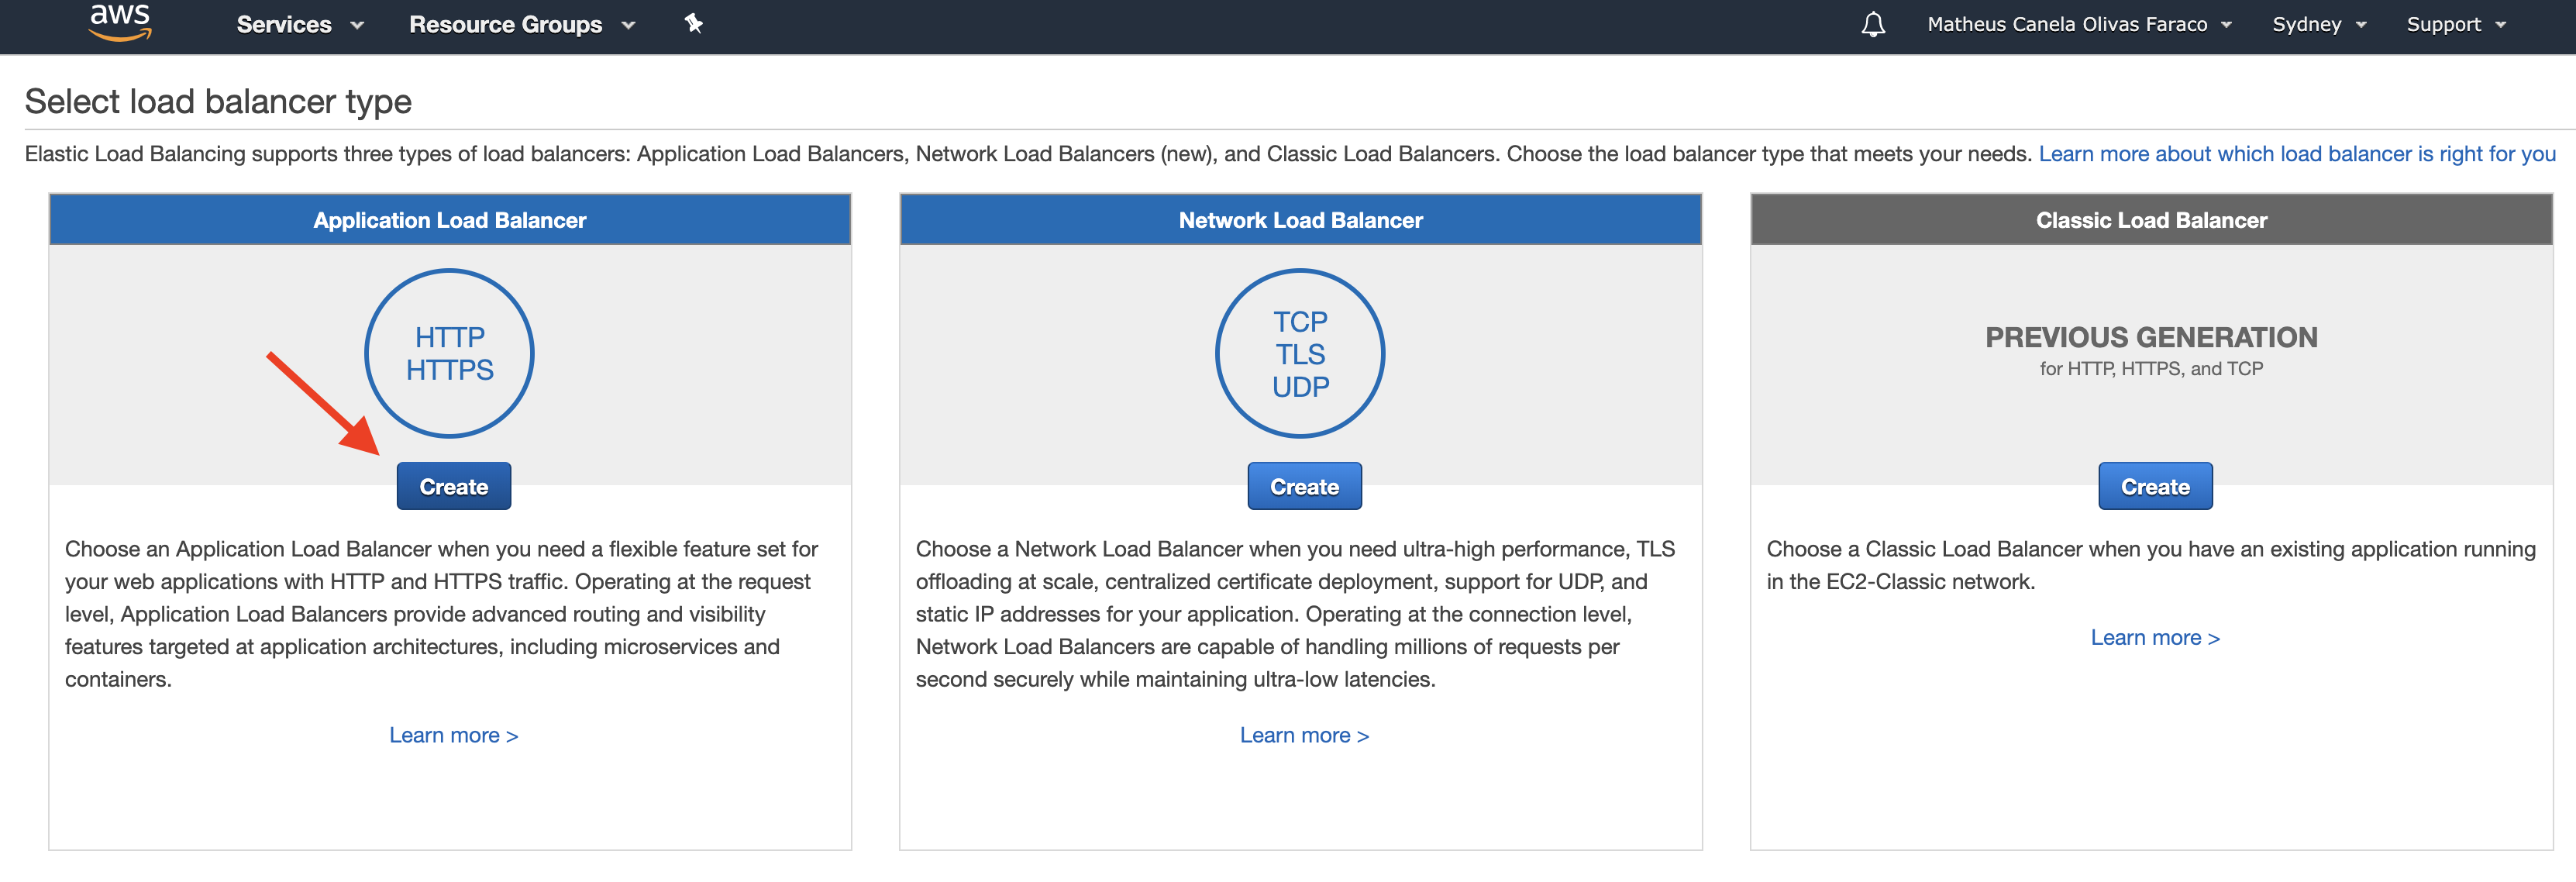 aws
Services
Resource Groups
Matheus Canela Olivas Faraco
Sydney
Support
Select load balancer type
Elastic Load Balancing supports three types of load balancers: Application Load Balancers, Network Load Balancers (new), and Classic Load Balancers. Choose the load balancer type that meets your needs. Learn more about which load balancer is right for you
Application Load Balancer
HTTP
HTTPS
Create
Choose an Application Load Balancer when you need a flexible feature set for
your web applications with HTTP and HTTPS traffic. Operating at the request
level, Application Load Balancers provide advanced routing and visibility
features targeted at application architectures, including microservices and
containers.
Learn more >
Network Load Balancer
TCP
TLS
UDP
Create
Choose a Network Load Balancer when you need ultra-high performance, TLS
offloading at scale, centralized certificate deployment, support for UDP, and
static IP addresses for your application. Operating at the connection level,
Network Load Balancers are capable of handling millions of requests per
second securely while maintaining ultra-low latencies.
Learn more >
Classic Load Balancer
PREVIOUS GENERATION
for HTTP, HTTPS, and TCP
Create
Choose a Classic Load Balancer when you have an existing application running
in the EC2-Classic network.
Learn more >